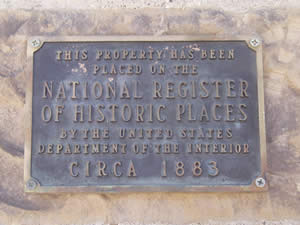 THIS PROPERTY HAS BEEN
PLACED ON THE
NATIONAL REGISTER
OF HISTORIC PLACES
BY THE UNITED STATES
DEPARTMENT OF THE INTERIOR
CIRCA 1883